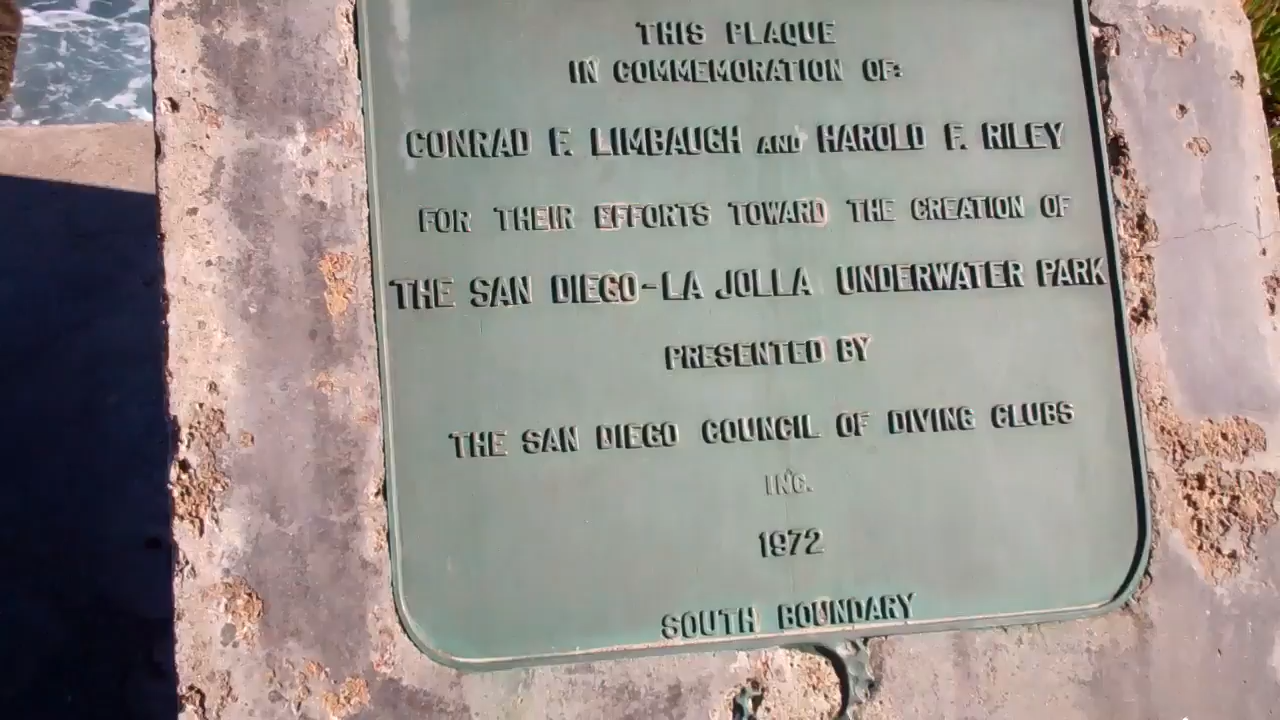 THIS PLAQUE
IN COMMEMORATION OF:
CONRAD F. LIMBAUGH AND HAROLD F. RILEY
FOR THEIR EFFORTS TOWARD THE CREATION OF
THE SAN DIEGO-LA JOLLA UNDERWATER PARK
PRESENTED BY
THE SAN DIEGO COUNCIL OF DIVING CLUBS
INC.
1972
SOUTH BOUNDARY